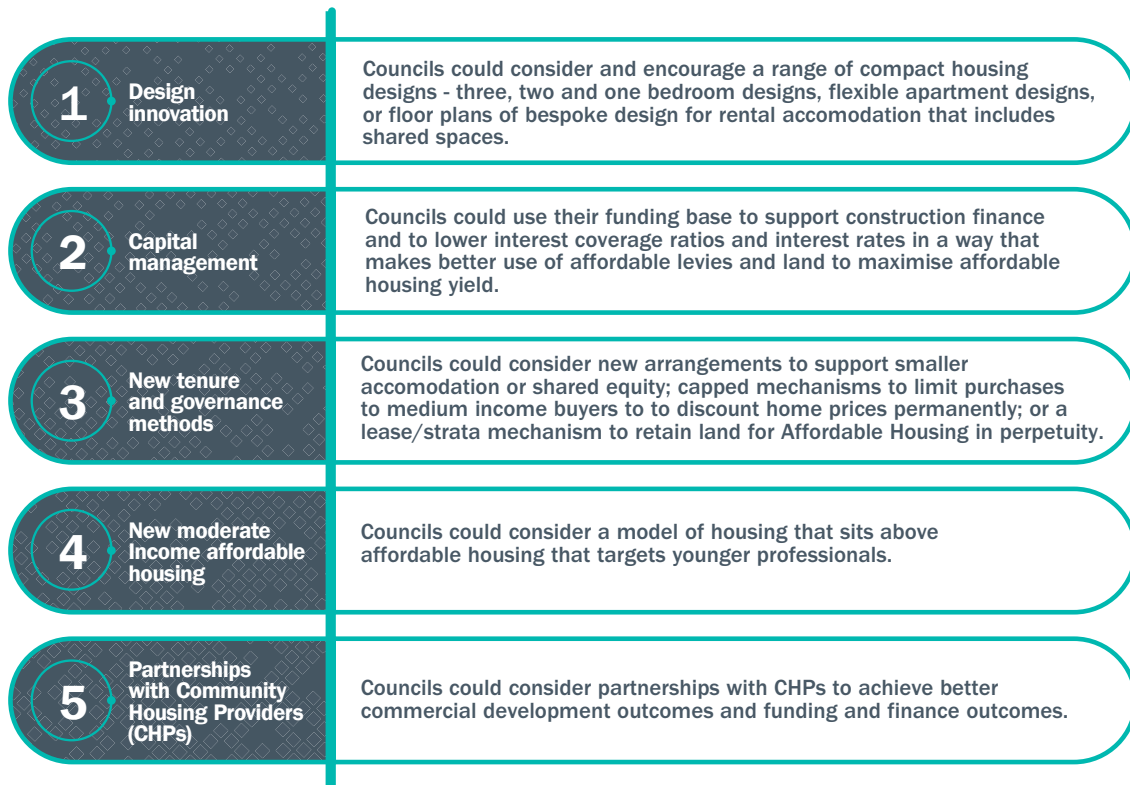 1
Design
innovation
Councils could consider and encourage a range of compact housing
designs - three, two and one bedroom designs, flexible apartment designs,
or floor plans of bespoke design for rental accomodation that includes
shared spaces.
2
Capital
management
Councils could use their funding base to support construction finance
and to lower interest coverage ratios and interest rates in a way that
makes better use of affordable levies and land to maximise affordable
housing yield.
3
New tenure
and governance
methods
Councils could consider new arrangements to support smaller
accomodation or shared equity; capped mechanisms to limit purchases
to medium income buyers to to discount home prices permanently; or a
lease/strata mechanism to retain land for Affordable Housing in perpetuity.
4
New moderate
Income affordable
housing
Councils could consider a model of housing that sits above
affordable housing that targets younger professionals.
5
Partnerships
with Community
Housing Providers
(CHPs)
Councils could consider partnerships with CHPs to achieve better
commercial development outcomes and funding and finance outcomes.